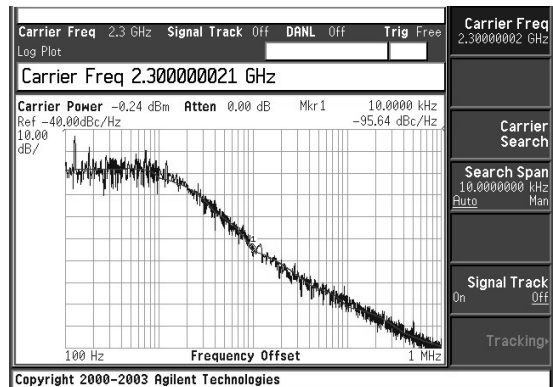 Carrier Freq 2.3 GHz Signal Track Off DANL Off Trig Free
Log Plot
Carrier Freq 2.300000021 GHz
Carrier Power -0.24 dBm Atten 0.00 dB Mkr1 10.0000 kHz
Ref -40.00dBc/Hz -95.64 dBc/Hz
10.00
dB/
1
100 Hz Frequency Offset 1 MHz
Copyright 2000-2003 Agilent Technologies
Carrier Freq
2.30000002 GHz
Carrier
Search
Search Span
10.0000000 kHz
Auto Man
Signal Track
On Off
Tracking